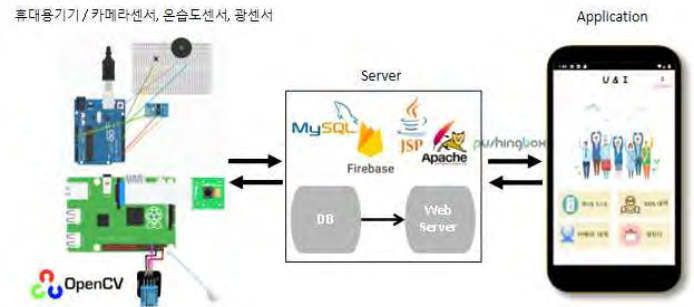 휴대용기기 / 카메라센서, 온습도센서, 광센서
Application
Server
U & I
MySQL
Firebase
JSP
Apache
pushingbox
DB
Web
Server
OpenCV